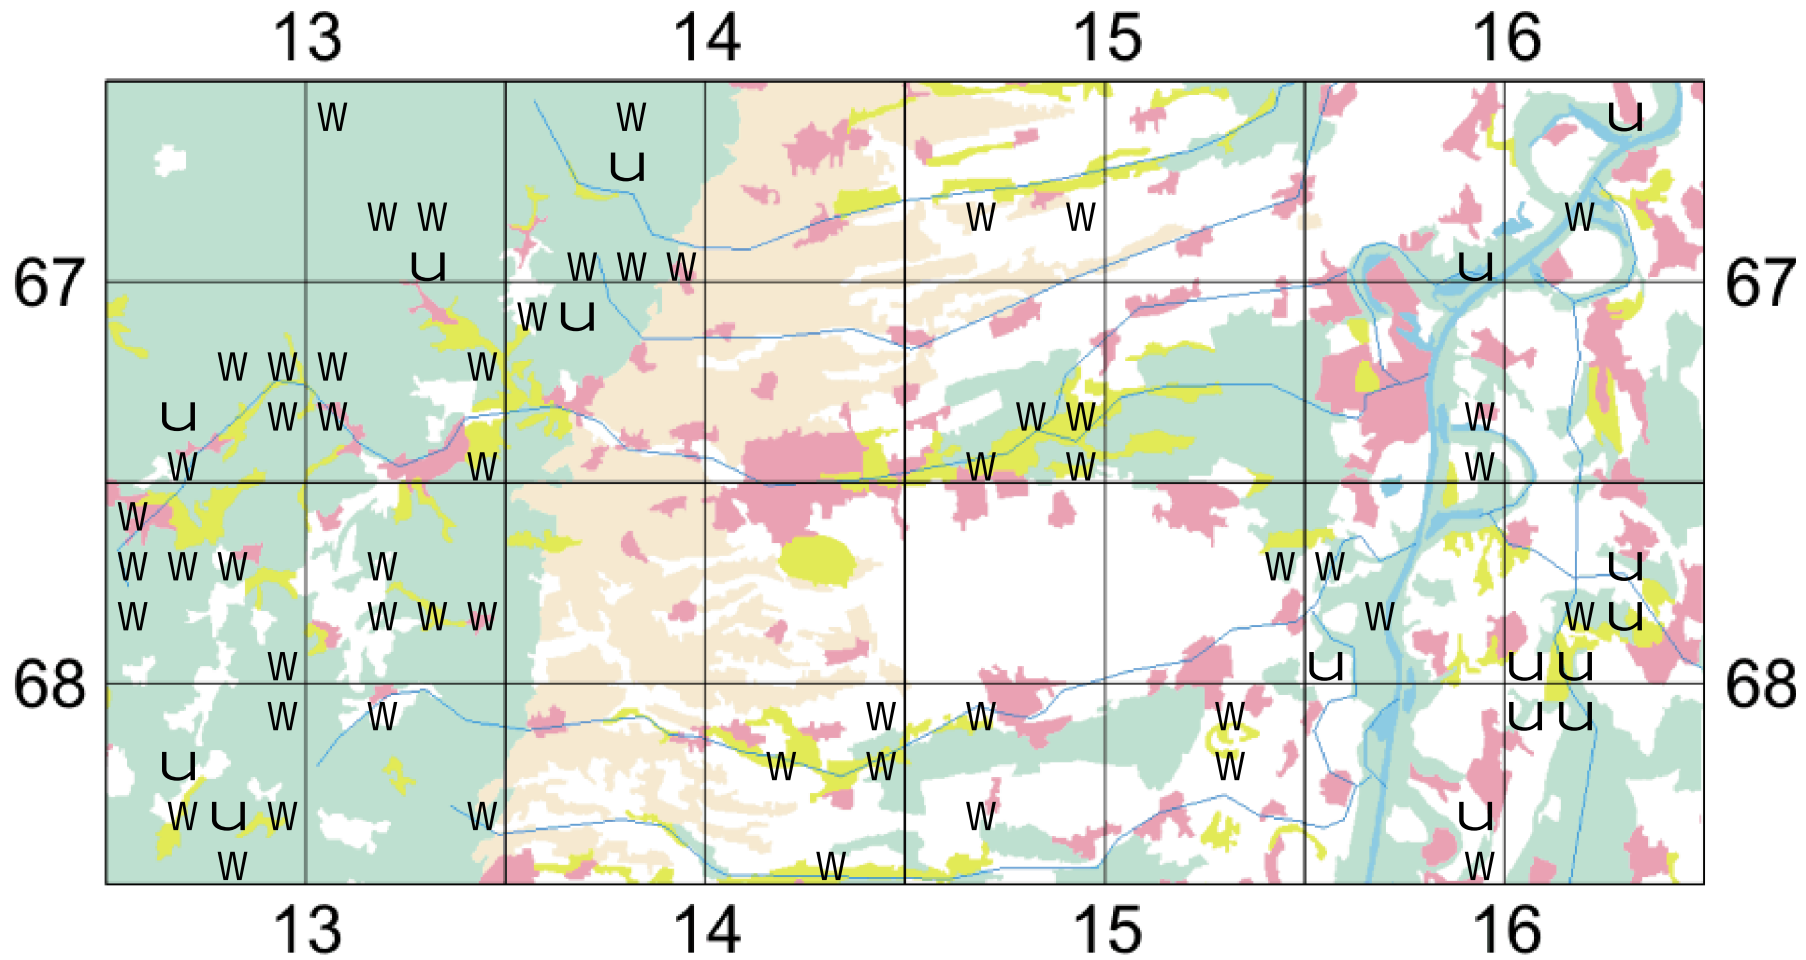 13 14 15 16
W W u
u
W W W W W
67 u W W W u 67
W u
W W W W
u W W W W W
W W W W W
W
W W W W W W u
W W W W W W u
W u u u
68 68
W W W W W u u
u W W W
W u W W W u
W W W
13 14 15 16